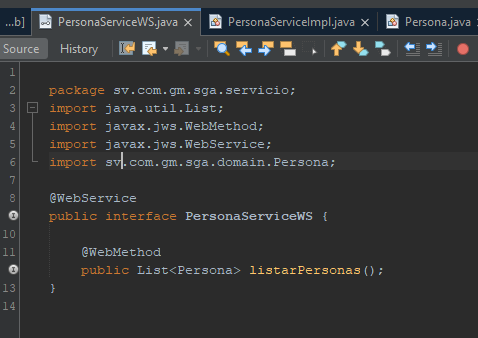 ...b] PersonaServiceWS.java PersonaServiceImpl.java Persona.java
Source History
1
2 package sv.com.gm.sga.servicio;
3 import java.util.List;
4 import javax.jws.WebMethod;
5 import javax.jws.WebService;
6 import sv.com.gm.sga.domain.Persona;
7
8 @WebService
public interface PersonaServiceWS {
10
11 @WebMethod
public List<Persona> listarPersonas();
13 }
14